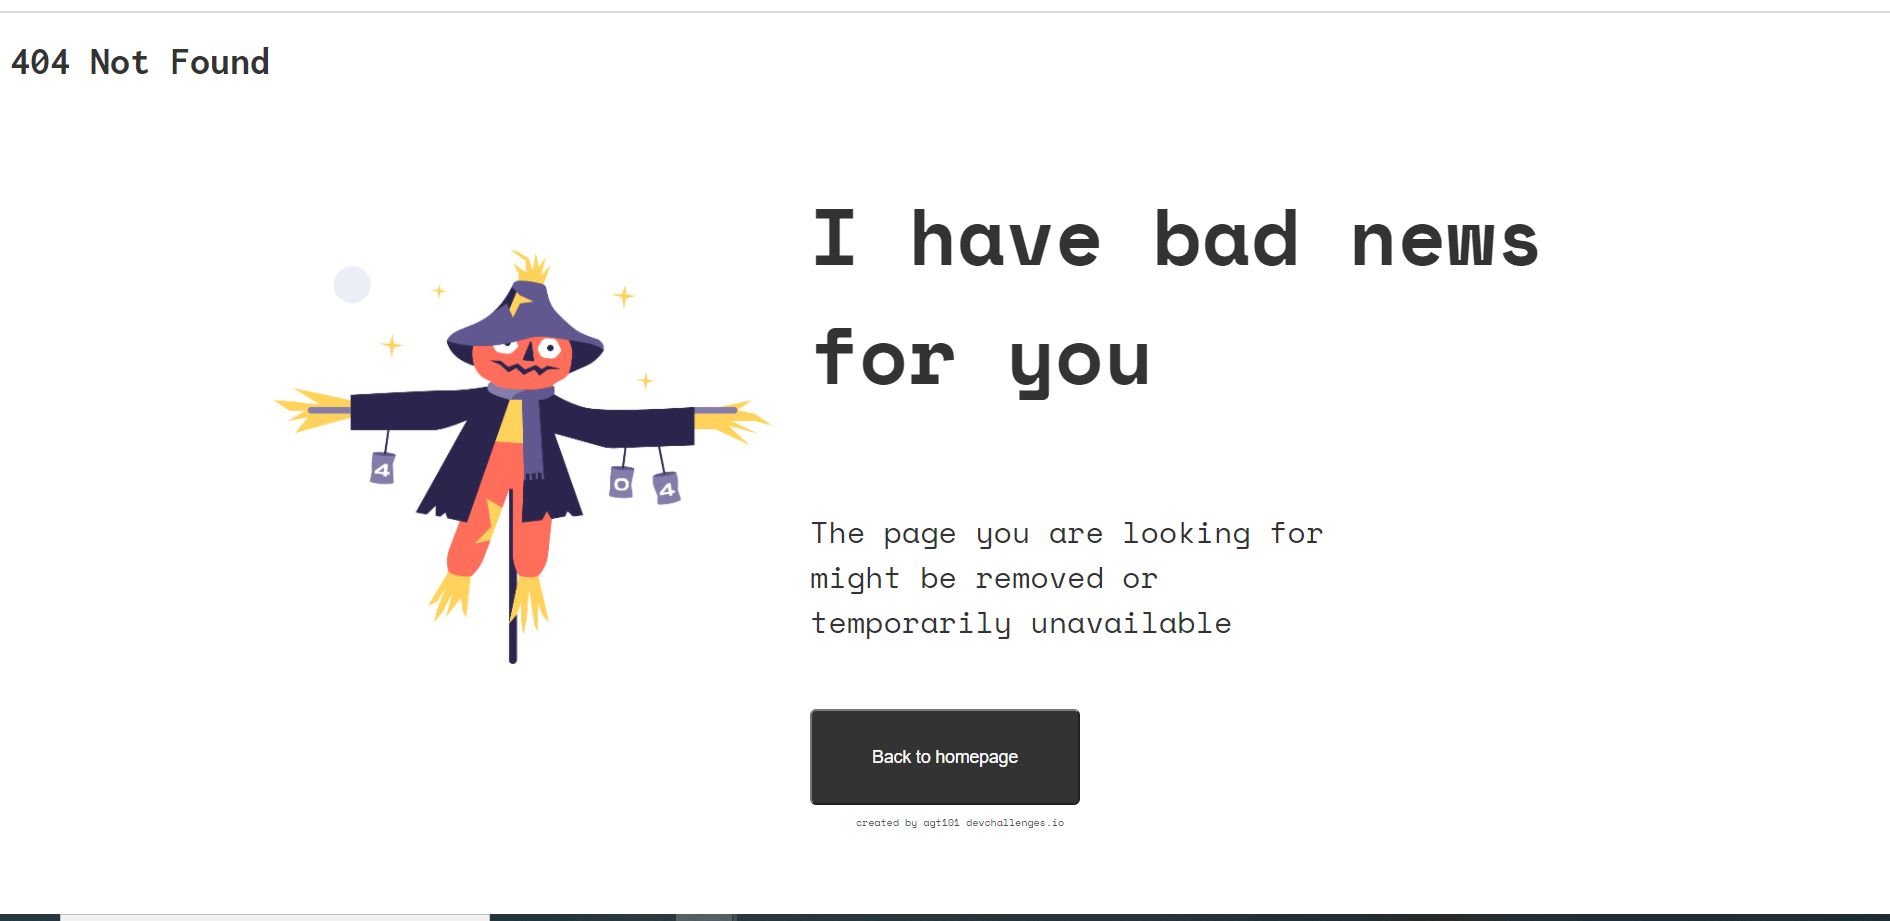 404 Not Found
I have bad news
for you
4
0 4
The page you are looking for
might be removed or
temporarily unavailable
Back to homepage
created by agt101 devchallenges.io